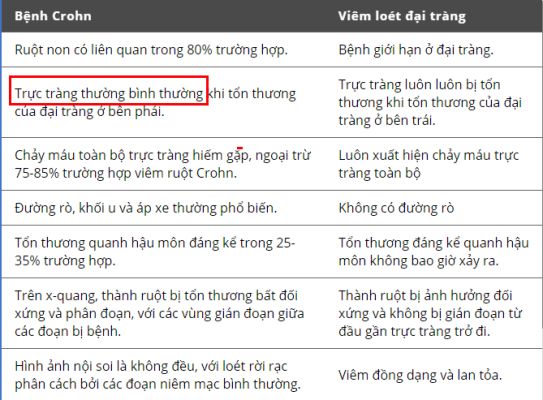 Bệnh Crohn
Viêm loét đại tràng
Ruột non có liên quan trong 80% trường hợp.
Bệnh giới hạn ở đại tràng.
Trực tràng thường bình thường khi tổn thương
của đại tràng ở bên phải.
Trực tràng luôn luôn bị tổn
thương khi tổn thương của đại
tràng ở bên trái.
Chảy máu toàn bộ trực tràng hiếm gặp, ngoại trừ
75-85% trường hợp viêm ruột Crohn.
Luôn xuất hiện chảy máu trực
tràng toàn bộ
Đường rò, khối u và áp xe thường phổ biến.
Không có đường rò
Tổn thương quanh hậu môn đáng kể trong 25-
35% trường hợp.
Tổn thương đáng kể quanh hậu
môn không bao giờ xảy ra.
Trên x-quang, thành ruột bị tổn thương bất đối
xứng và phân đoạn, với các vùng gián đoạn giữa
các đoạn bị bệnh.
Thành ruột bị ảnh hưởng đối
xứng và không bị gián đoạn từ
đầu gần trực tràng trở đi.
Hình ảnh nội soi là không đều, với loét rời rạc
phân cách bởi các đoạn niêm mạc bình thường.
Viêm đồng dạng và lan tỏa.